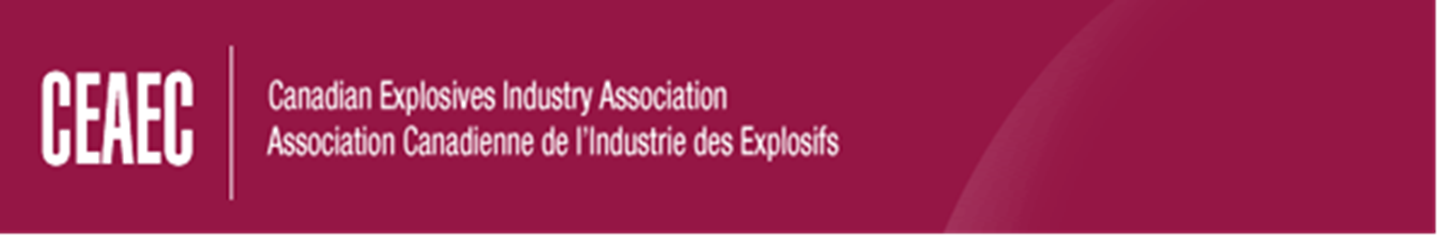 CEAEC
Canadian Explosives Industry Association
Association Canadienne de l'Industrie des Explosifs